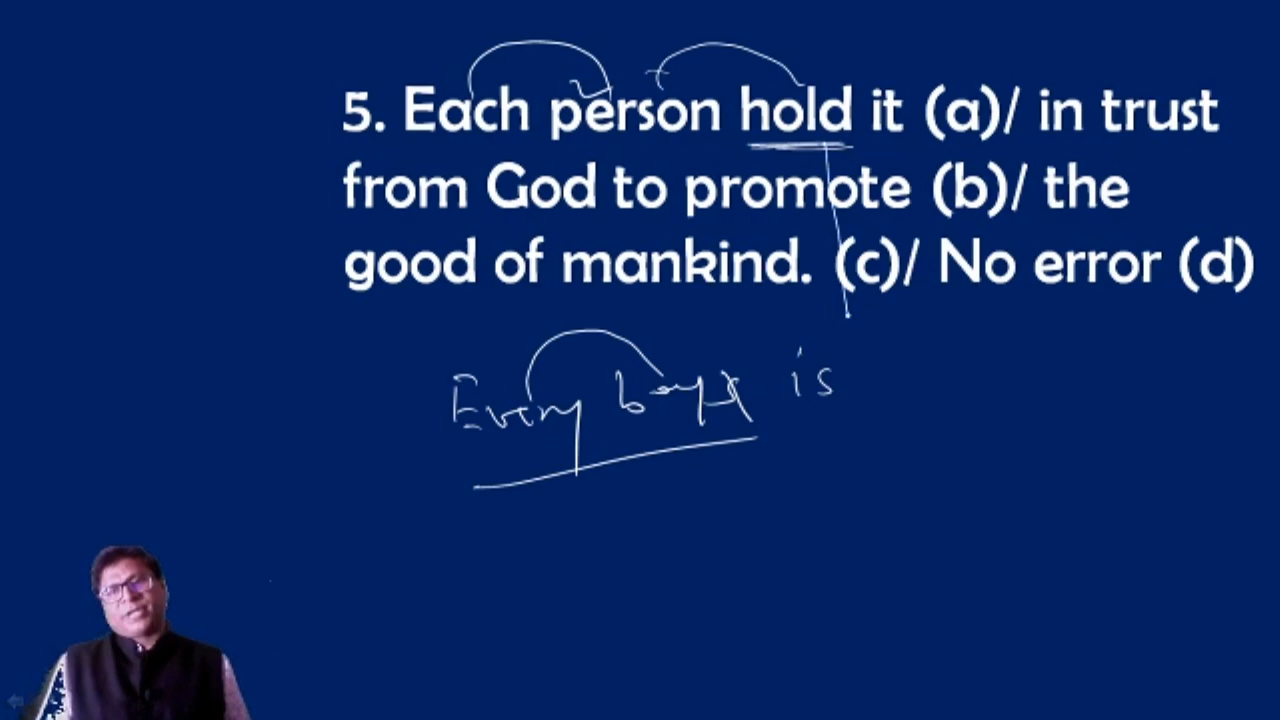 5. Each person hold it (a)/ in trust
from God to promote (b)/ the
good of mankind. (c)/ No error (d)
Every boy is